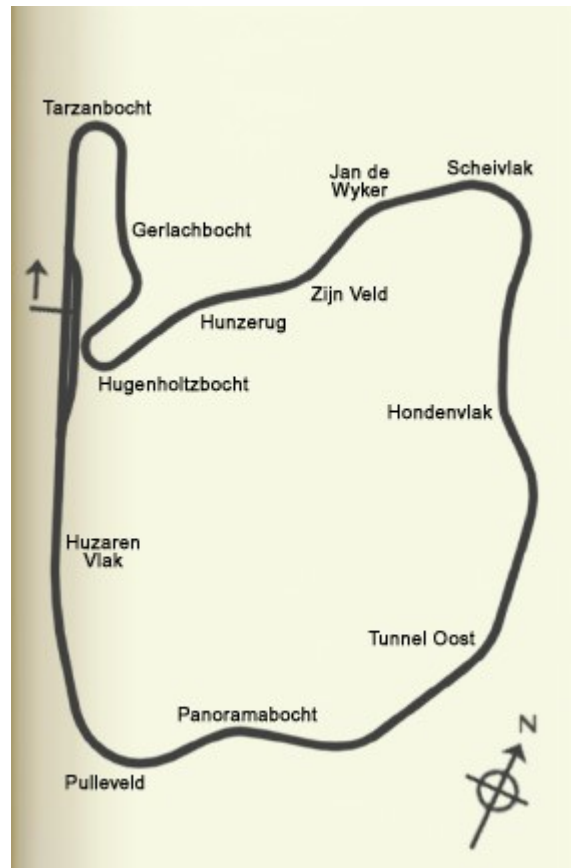 Tarzanbocht
Jan de
Wyker
Scheivlak
Gerlachbocht
Zijn Veld
Hunzerug
Hugenholtzbocht
Hondenvlak
Huzaren
Vlak
Tunnel Oost
Panoramabocht
N
Pulleveld